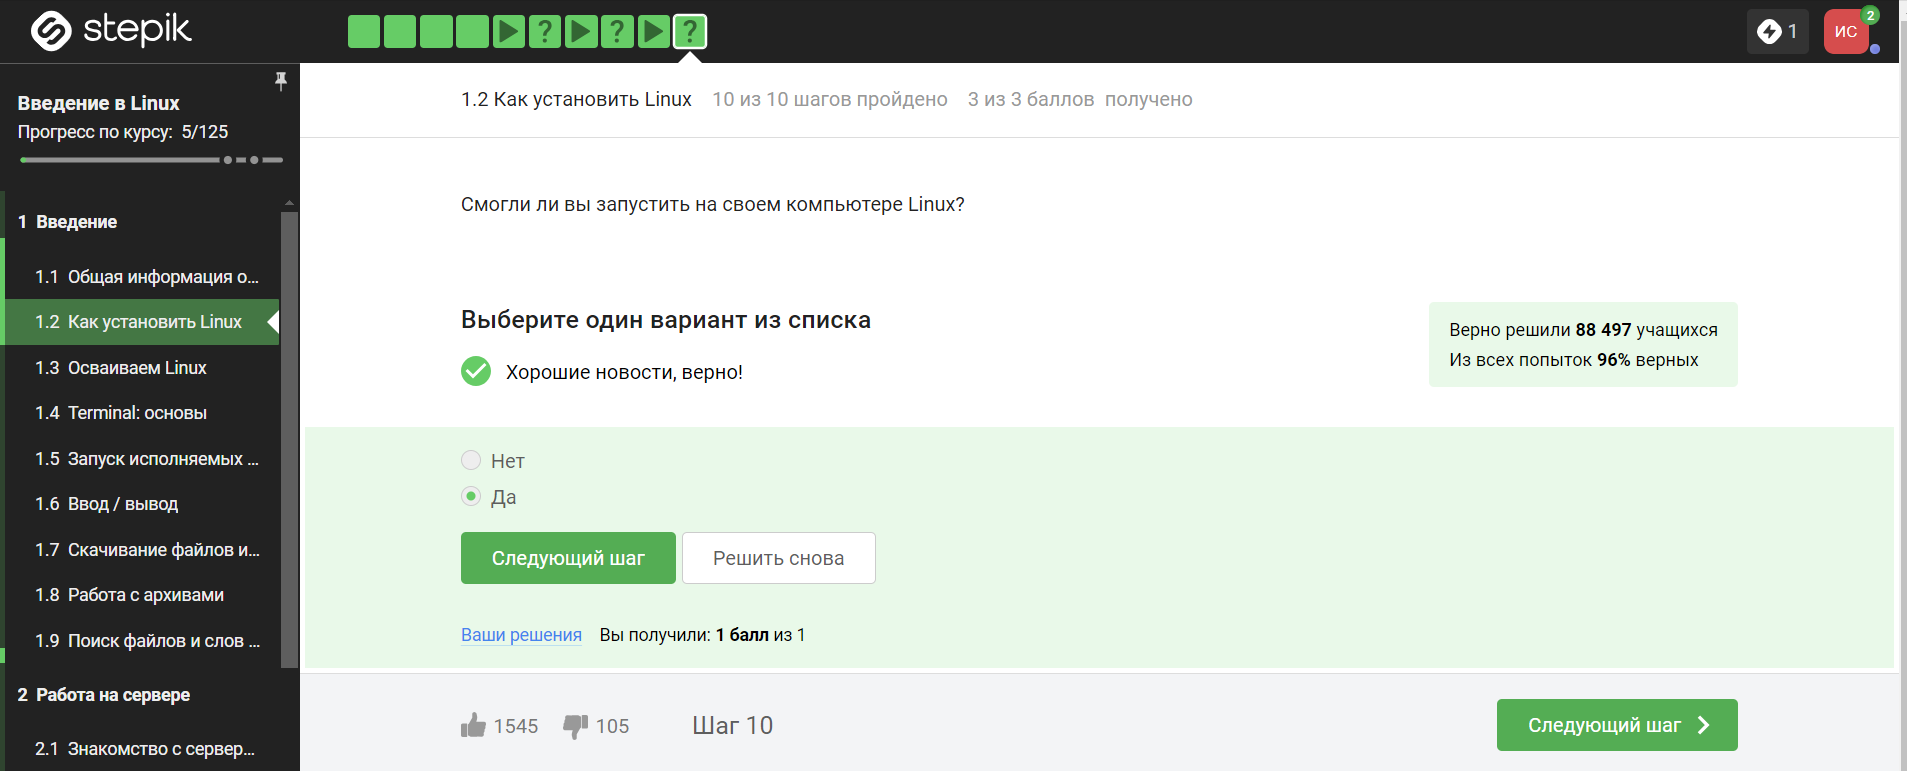 stepik
?
?
?
1
ИС
2
Введение в Linux
Прогресс по курсу: 5/125
1 Введение
1.1 Общая информация о...
1.2 Как установить Linux
1.3 Осваиваем Linux
1.4 Terminal: основы
1.5 Запуск исполняемых ...
1.6 Ввод / вывод
1.7 Скачивание файлов и...
1.8 Работа с архивами
1.9 Поиск файлов и слов ...
2 Работа на сервере
2.1 Знакомство с сервер...
1.2 Как установить Linux 10 из 10 шагов пройдено 3 из 3 баллов получено
Смогли ли вы запустить на своем компьютере Linux?
Выберите один вариант из списка
Хорошие новости, верно!
Верно решили 88 497 учащихся
Из всех попыток 96% верных
Нет
Да
Следующий шаг
Решить снова
Ваши решения Вы получили: 1 балл из 1
1545 105 Шаг 10
Следующий шаг